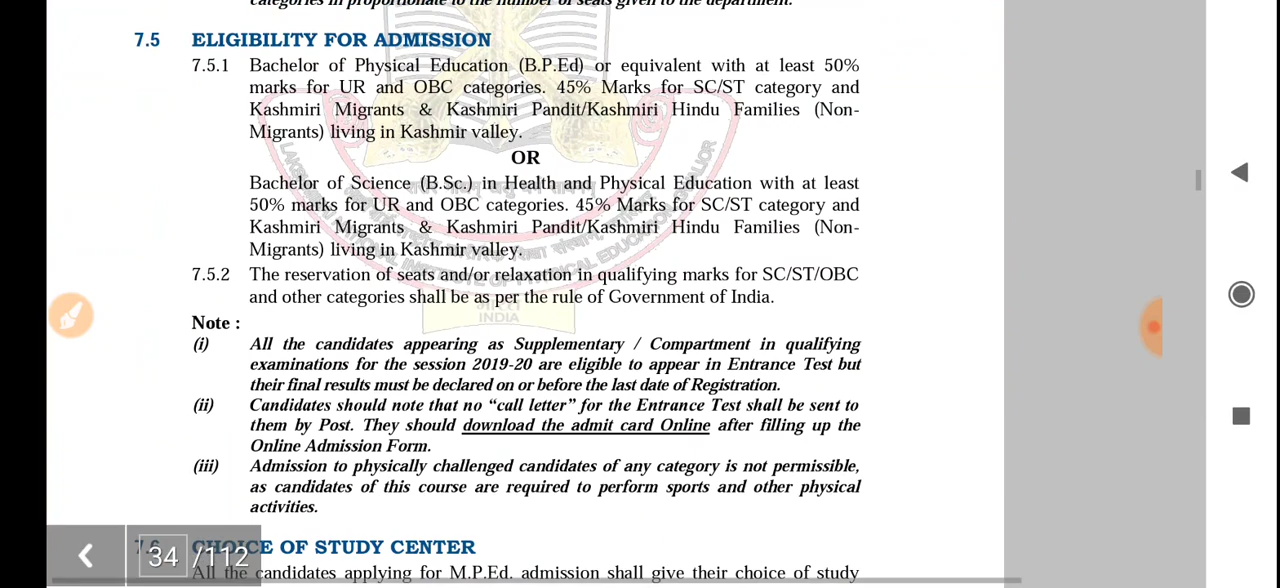 categories in proportionate to the number of seats given to the department.
7.5 ELIGIBILITY FOR ADMISSION
7.5.1 Bachelor of Physical Education (B.P.Ed) or equivalent with at least 50%
marks for UR and OBC categories. 45% Marks for SC/ST category and
Kashmiri Migrants & Kashmiri Pandit/Kashmiri Hindu Families (Non-
Migrants) living in Kashmir valley.
OR
Bachelor of Science (B.Sc.) in Health and Physical Education with at least
50% marks for UR and OBC categories. 45% Marks for SC/ST category and
Kashmiri Migrants & Kashmiri Pandit/Kashmiri Hindu Families (Non-
Migrants) living in Kashmir valley.
7.5.2 The reservation of seats and/or relaxation in qualifying marks for SC/ST/OBC
and other categories shall be as per the rule of Government of India.
INDIA
Note :
(i) All the candidates appearing as Supplementary / Compartment in qualifying
examinations for the session 2019-20 are eligible to appear in Entrance Test but
their final results must be declared on or before the last date of Registration.
(ii) Candidates should note that no “call letter” for the Entrance Test shall be sent to
them by Post. They should download the admit card Online after filling up the
Online Admission Form.
(iii) Admission to physically challenged candidates of any category is not permissible,
as candidates of this course are required to perform sports and other physical
activities.
7.6 CHOICE OF STUDY CENTER
34 /112
All the candidates applying for M.P.Ed. admission shall give their choice of study